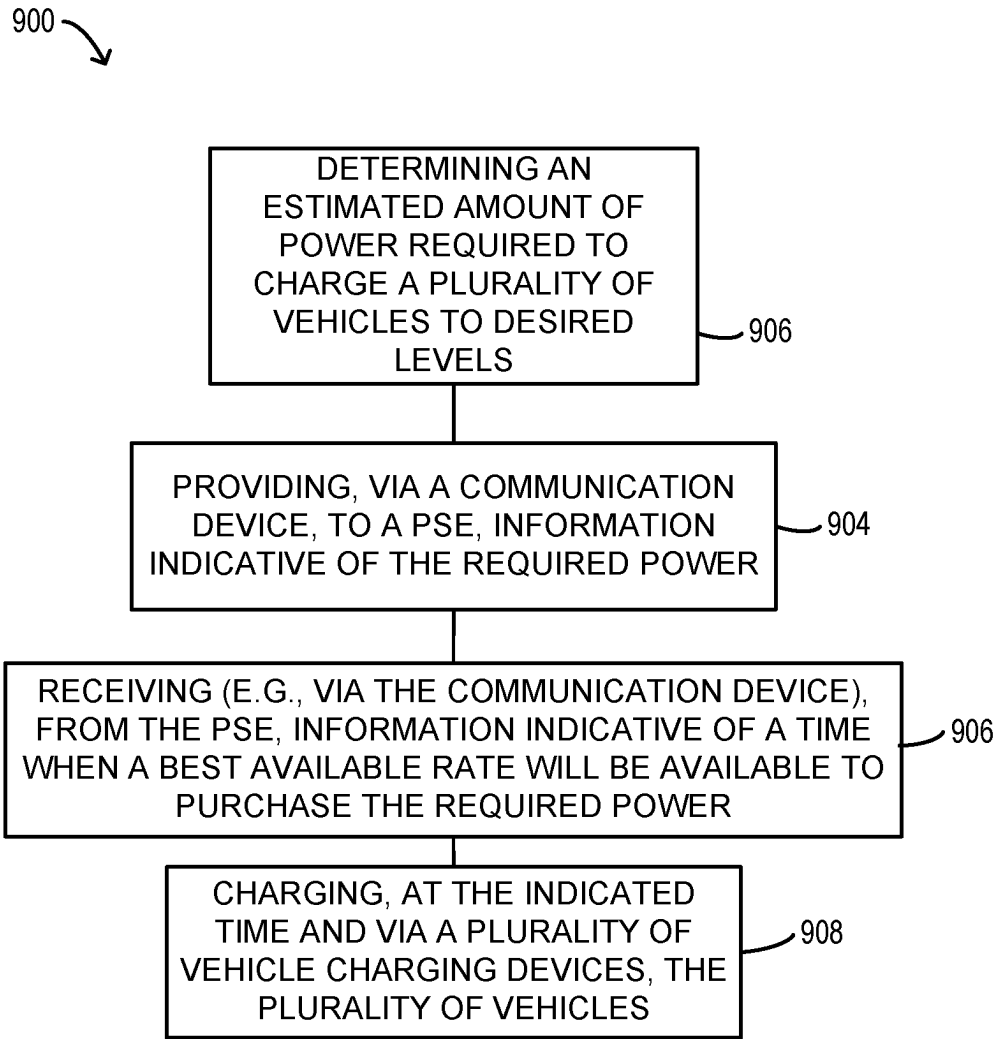 900
DETERMINING AN
ESTIMATED AMOUNT OF
POWER REQUIRED TO
CHARGE A PLURALITY OF
VEHICLES TO DESIRED
LEVELS
906
PROVIDING, VIA A COMMUNICATION
DEVICE, TO A PSE, INFORMATION
INDICATIVE OF THE REQUIRED POWER
904
RECEIVING (E.G., VIA THE COMMUNICATION DEVICE),
FROM THE PSE, INFORMATION INDICATIVE OF A TIME
WHEN A BEST AVAILABLE RATE WILL BE AVAILABLE TO
PURCHASE THE REQUIRED POWER
906
CHARGING, AT THE INDICATED
TIME AND VIA A PLURALITY OF
VEHICLE CHARGING DEVICES, THE
PLURALITY OF VEHICLES
908